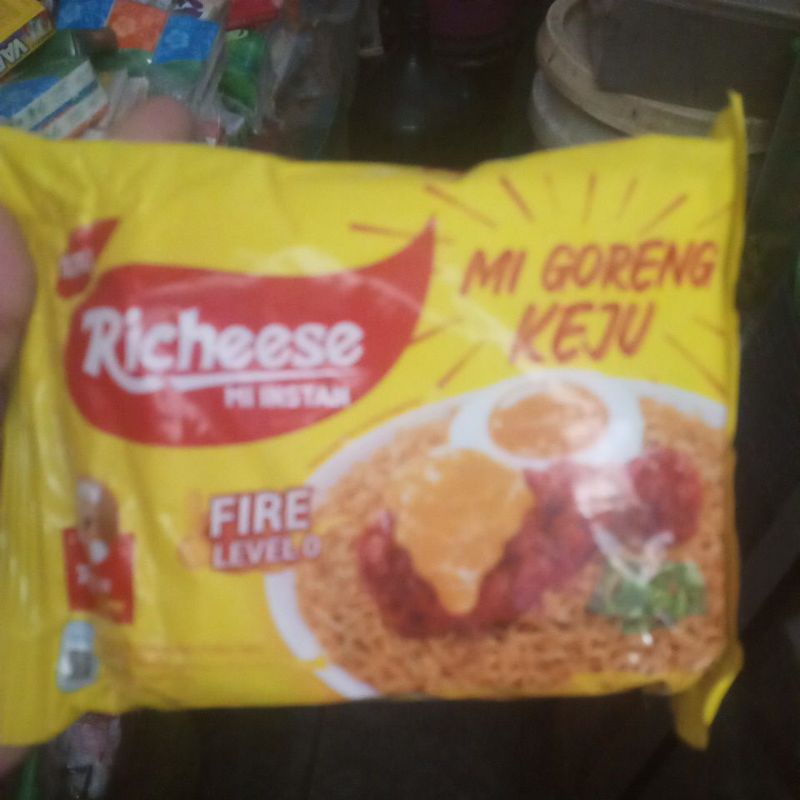 Richeese
MI INSTAN
MI GORENG
KEJU
FIRE
LEVEL 0